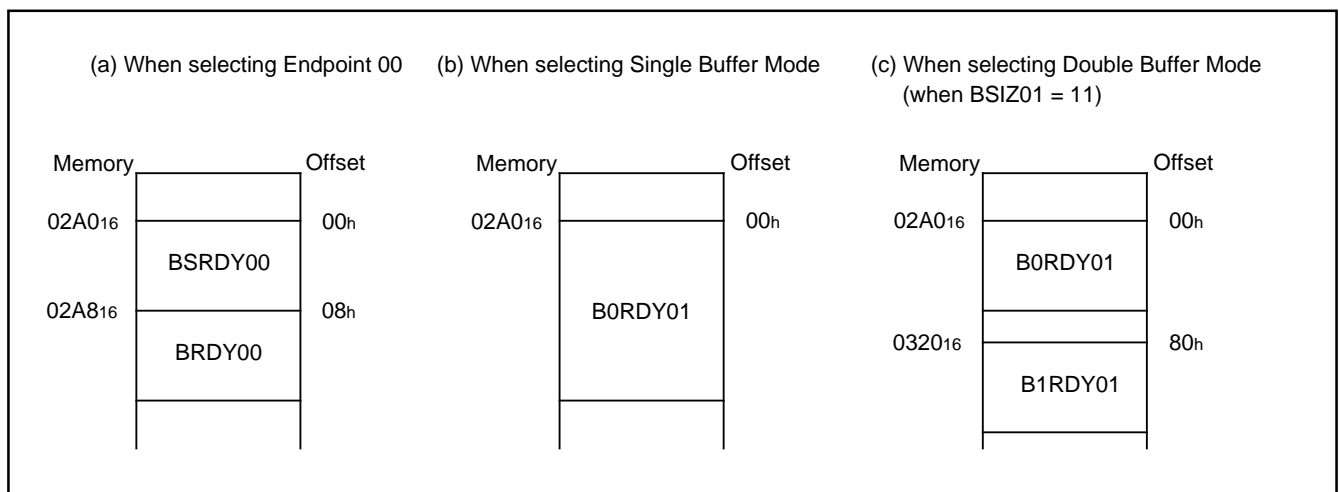 (a) When selecting Endpoint 00
Memory Offset
02A016 00h
BSRDY00
02A816 08h
BRDY00
(b) When selecting Single Buffer Mode
Memory Offset
02A016 00h
B0RDY01
(c) When selecting Double Buffer Mode
(when BSIZ01 = 11)
Memory Offset
02A016 00h
B0RDY01
032016 80h
B1RDY01